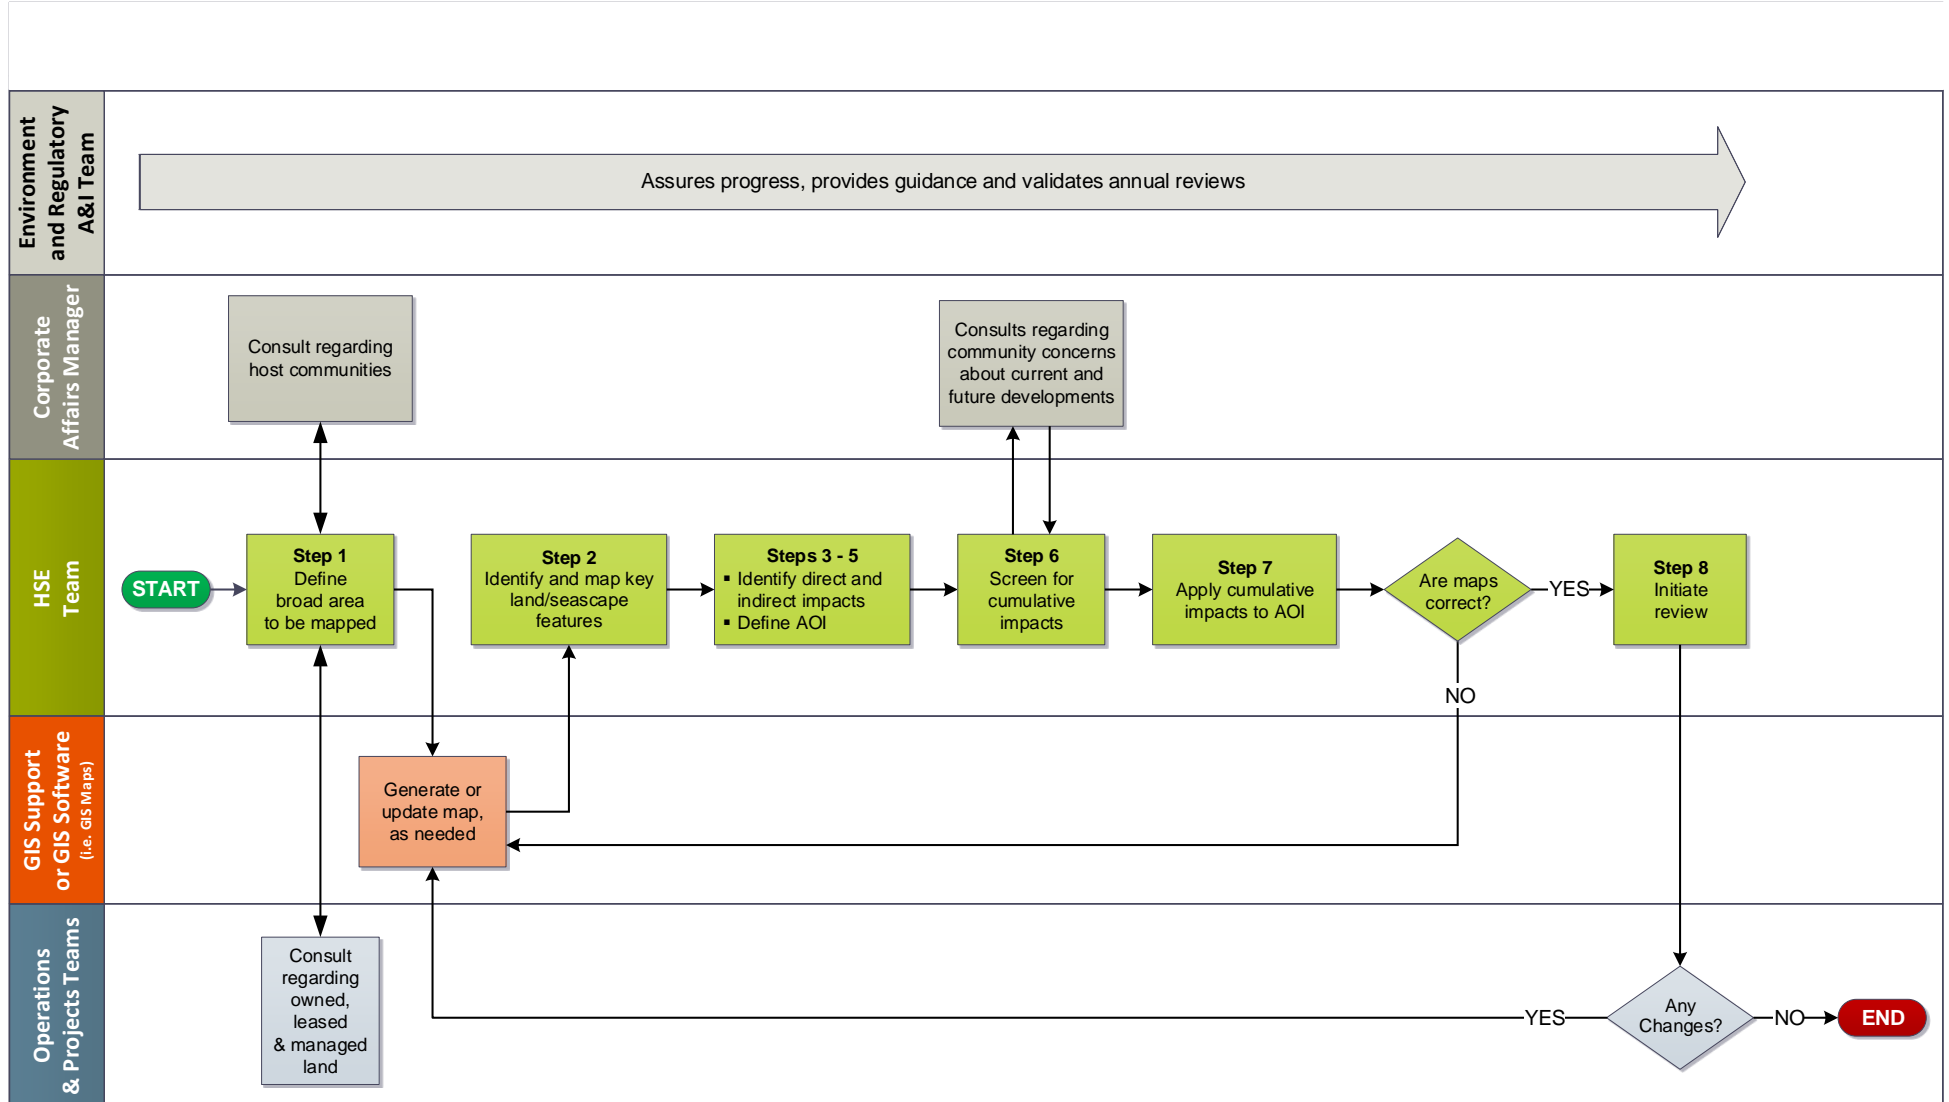 Environment
and Regulatory
A&I Team
Assures progress, provides guidance and validates annual reviews
Corporate
Affairs Manager
Consult regarding
host communities
Consults regarding
community concerns
about current and
future developments
HSE
Team
START
Step 1
Define
broad area
to be mapped
Step 2
Identify and map key
land/seascape
features
Steps 3 - 5
▪ Identify direct and
indirect impacts
▪ Define AOI
Step 6
Screen for
cumulative
impacts
Step 7
Apply cumulative
impacts to AOI
Are maps
correct?
YES
NO
Step 8
Initiate
review
GIS Support
or GIS Software
(i.e. GIS Maps)
Generate or
update map,
as needed
Operations
& Projects Teams
Consult
regarding
owned,
leased
& managed
land
YES
Any
Changes?
NO
END